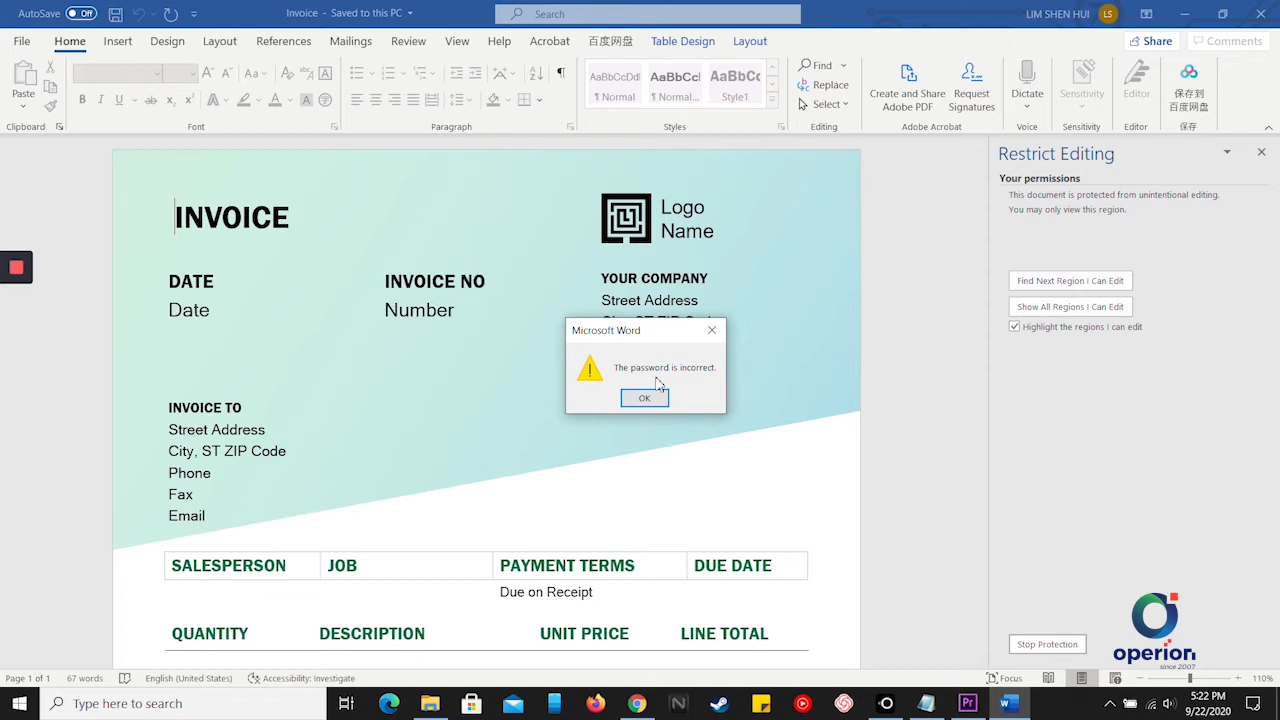 AutoSave Off
Invoice - Saved to this PC
Search
LIM SHEN HUI LS
File Home Insert Design Layout References Mailings Review View Help Acrobat 百度网盘 Table Design Layout
Share
Comments
Paste
Clipboard
Font
Paragraph
AaBbCcDdI
¶ Normal
AaBbCcI
¶ Normal...
AaBbCc
Style1
Styles
Find
Replace
Select
Editing
Create and Share
Adobe PDF
Request
Signatures
Adobe Acrobat
Dictate
Voice
Sensitivity
Sensitivity
Editor
Editor
保存到
百度网盘
保存
Restrict Editing
Your permissions
This document is protected from unintentional editing.
You may only view this region.
Find Next Region I Can Edit
Show All Regions I Can Edit
Highlight the regions I can edit
Stop Protection
INVOICE
Logo
Name
DATE
Date
INVOICE NO
Number
YOUR COMPANY
Street Address
Microsoft Word
The password is incorrect.
OK
INVOICE TO
Street Address
City, ST ZIP Code
Phone
Fax
Email
SALESPERSON JOB PAYMENT TERMS DUE DATE
Due on Receipt
QUANTITY DESCRIPTION UNIT PRICE LINE TOTAL
operion
since 2007
Page 1 of 1 67 words English (United States) Accessibility: Investigate
Focus
110%
Type here to search
5:22 PM
9/22/2020